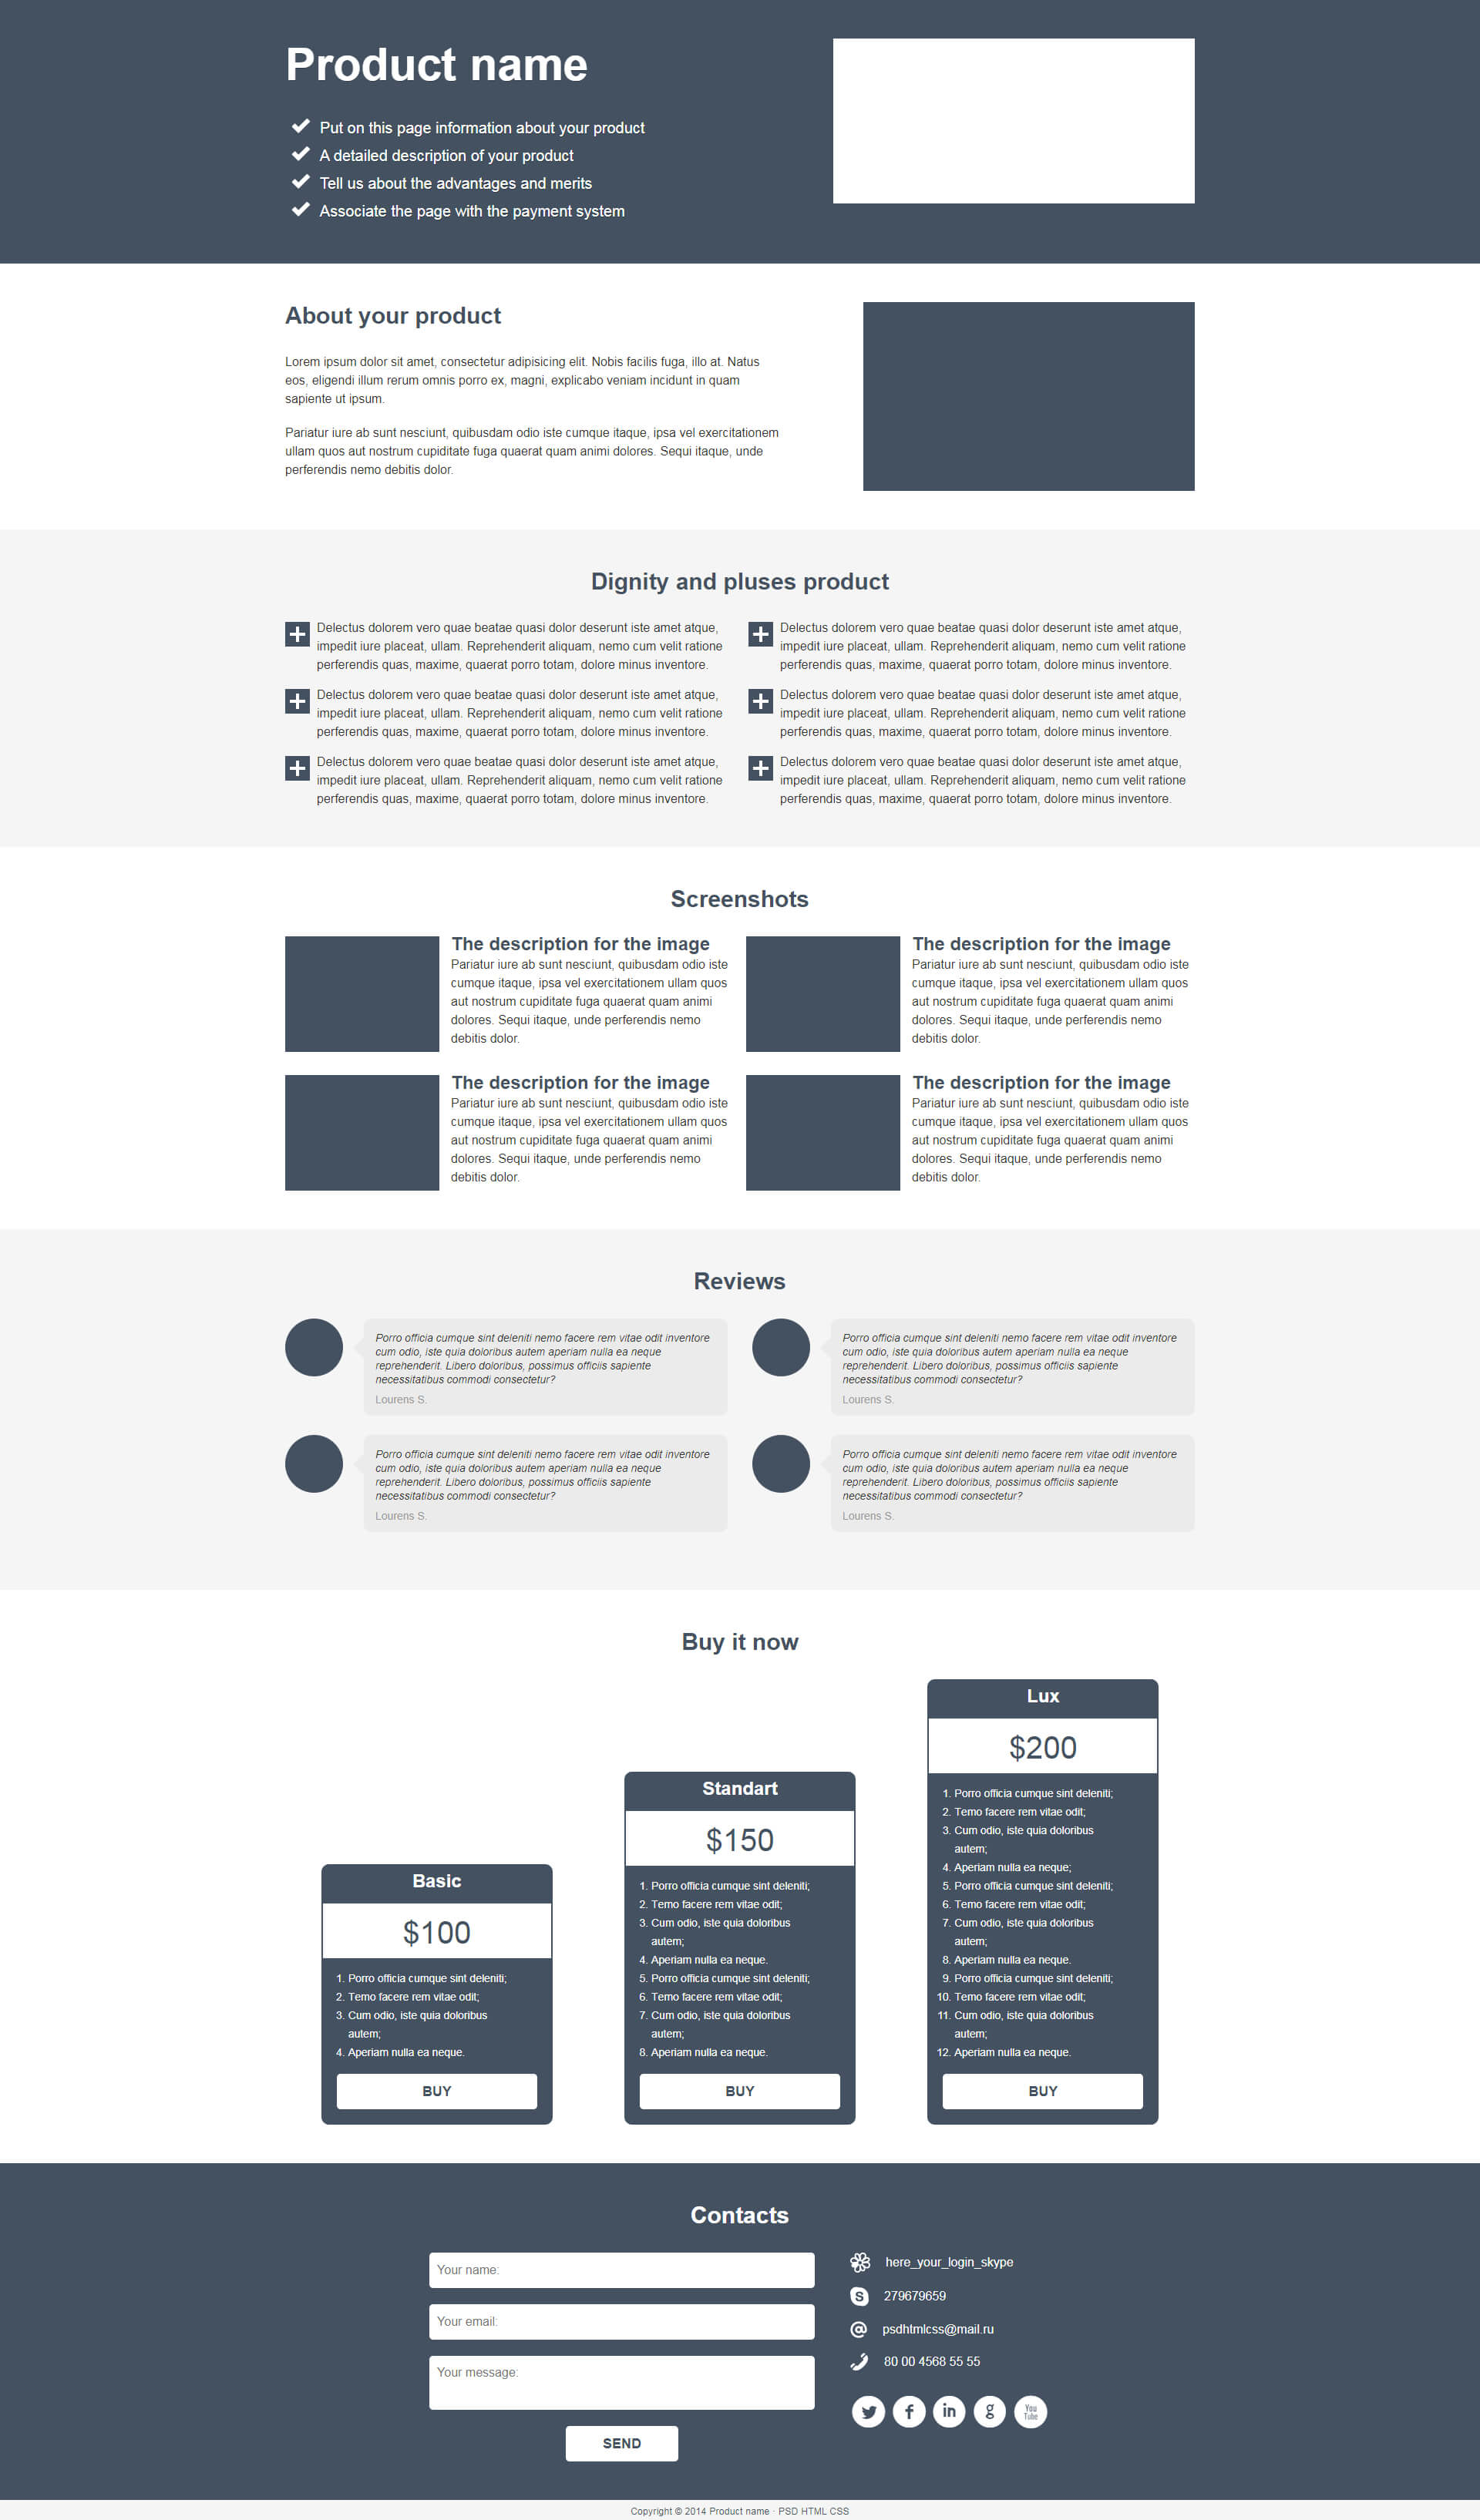 Product name
Put on this page information about your product
A detailed description of your product
Tell us about the advantages and merits
Associate the page with the payment system
About your product
Lorem ipsum dolor sit amet, consectetur adipisicing elit. Nobis facilis fuga, illo at. Natus
eos, eligendi illum rerum omnis porro ex, magni, explicabo veniam incidunt in quam
sapiente ut ipsum.
Pariatur iure ab sunt nesciunt, quibusdam odio iste cumque itaque, ipsa vel exercitationem
ullam quos aut nostrum cupiditate fuga quaerat quam animi dolores. Sequi itaque, unde
perferendis nemo debitis dolor.
Dignity and pluses product
Delectus dolorem vero quae beatae quasi dolor deserunt iste amet atque,
impedit iure placeat, ullam. Reprehenderit aliquam, nemo cum velit ratione
perferendis quas, maxime, quaerat porro totam, dolore minus inventore.
Delectus dolorem vero quae beatae quasi dolor deserunt iste amet atque,
impedit iure placeat, ullam. Reprehenderit aliquam, nemo cum velit ratione
perferendis quas, maxime, quaerat porro totam, dolore minus inventore.
Delectus dolorem vero quae beatae quasi dolor deserunt iste amet atque,
impedit iure placeat, ullam. Reprehenderit aliquam, nemo cum velit ratione
perferendis quas, maxime, quaerat porro totam, dolore minus inventore.
Delectus dolorem vero quae beatae quasi dolor deserunt iste amet atque,
impedit iure placeat, ullam. Reprehenderit aliquam, nemo cum velit ratione
perferendis quas, maxime, quaerat porro totam, dolore minus inventore.
Delectus dolorem vero quae beatae quasi dolor deserunt iste amet atque,
impedit iure placeat, ullam. Reprehenderit aliquam, nemo cum velit ratione
perferendis quas, maxime, quaerat porro totam, dolore minus inventore.
Delectus dolorem vero quae beatae quasi dolor deserunt iste amet atque,
impedit iure placeat, ullam. Reprehenderit aliquam, nemo cum velit ratione
perferendis quas, maxime, quaerat porro totam, dolore minus inventore.
Screenshots
The description for the image
Pariatur iure ab sunt nesciunt, quibusdam odio iste
cumque itaque, ipsa vel exercitationem ullam quos
aut nostrum cupiditate fuga quaerat quam animi
dolores. Sequi itaque, unde perferendis nemo
debitis dolor.
The description for the image
Pariatur iure ab sunt nesciunt, quibusdam odio iste
cumque itaque, ipsa vel exercitationem ullam quos
aut nostrum cupiditate fuga quaerat quam animi
dolores. Sequi itaque, unde perferendis nemo
debitis dolor.
The description for the image
Pariatur iure ab sunt nesciunt, quibusdam odio iste
cumque itaque, ipsa vel exercitationem ullam quos
aut nostrum cupiditate fuga quaerat quam animi
dolores. Sequi itaque, unde perferendis nemo
debitis dolor.
The description for the image
Pariatur iure ab sunt nesciunt, quibusdam odio iste
cumque itaque, ipsa vel exercitationem ullam quos
aut nostrum cupiditate fuga quaerat quam animi
dolores. Sequi itaque, unde perferendis nemo
debitis dolor.
Reviews
Porro officia cumque sint deleniti nemo facere rem vitae odit inventore
cum odio, iste quia doloribus autem aperiam nulla ea neque
reprehenderit. Libero doloribus, possimus officiis sapiente
necessitatibus commodi consectetur?
Lourens S.
Porro officia cumque sint deleniti nemo facere rem vitae odit inventore
cum odio, iste quia doloribus autem aperiam nulla ea neque
reprehenderit. Libero doloribus, possimus officiis sapiente
necessitatibus commodi consectetur?
Lourens S.
Porro officia cumque sint deleniti nemo facere rem vitae odit inventore
cum odio, iste quia doloribus autem aperiam nulla ea neque
reprehenderit. Libero doloribus, possimus officiis sapiente
necessitatibus commodi consectetur?
Lourens S.
Porro officia cumque sint deleniti nemo facere rem vitae odit inventore
cum odio, iste quia doloribus autem aperiam nulla ea neque
reprehenderit. Libero doloribus, possimus officiis sapiente
necessitatibus commodi consectetur?
Lourens S.
Buy it now
Basic
$100
1. Porro officia cumque sint deleniti;
2. Temo facere rem vitae odit;
3. Cum odio, iste quia doloribus
autem;
4. Aperiam nulla ea neque.
BUY
Standart
$150
1. Porro officia cumque sint deleniti;
2. Temo facere rem vitae odit;
3. Cum odio, iste quia doloribus
autem;
4. Aperiam nulla ea neque.
5. Porro officia cumque sint deleniti;
6. Temo facere rem vitae odit;
7. Cum odio, iste quia doloribus
autem;
8. Aperiam nulla ea neque.
BUY
Lux
$200
1. Porro officia cumque sint deleniti;
2. Temo facere rem vitae odit;
3. Cum odio, iste quia doloribus
autem;
4. Aperiam nulla ea neque;
5. Porro officia cumque sint deleniti;
6. Temo facere rem vitae odit;
7. Cum odio, iste quia doloribus
autem;
8. Aperiam nulla ea neque.
9. Porro officia cumque sint deleniti;
10. Temo facere rem vitae odit;
11. Cum odio, iste quia doloribus
autem;
12. Aperiam nulla ea neque.
BUY
Contacts
Your name:
Your email:
Your message:
SEND
here_your_login_skype
279679659
psdhtmlcss@mail.ru
80 00 4568 55 55
You
Tube
Copyright © 2014 Product name · PSD HTML CSS